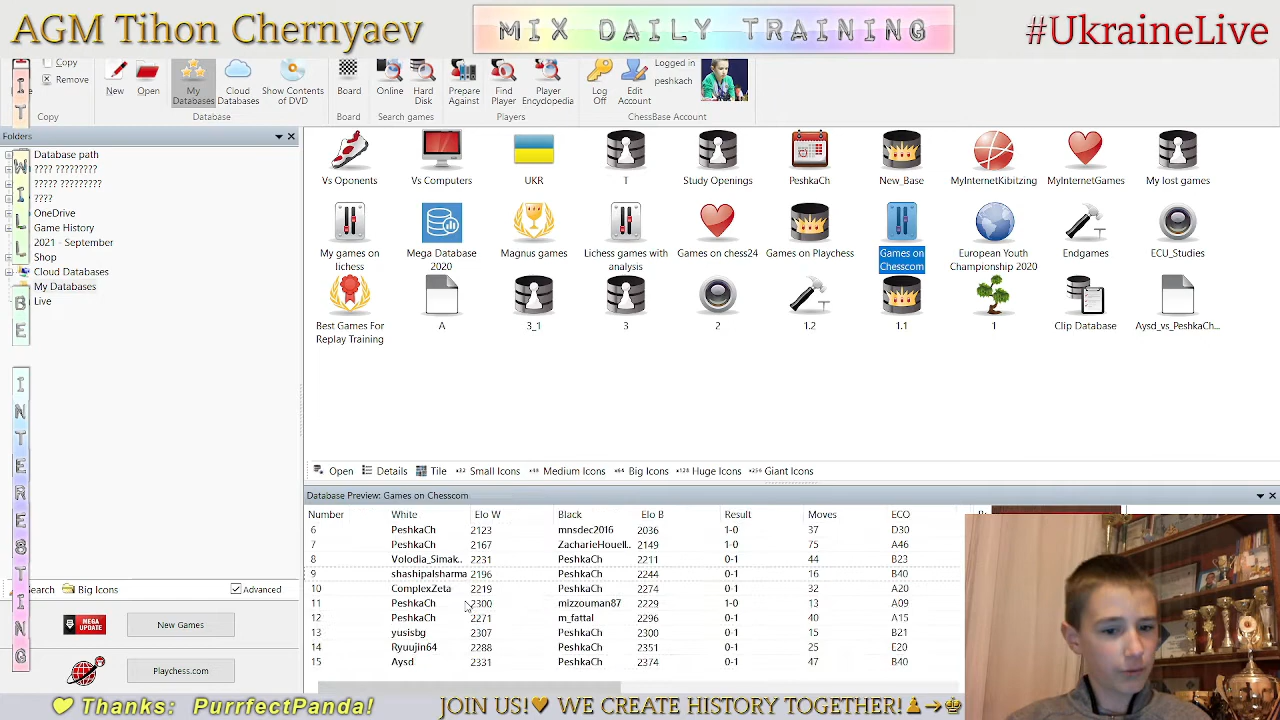 AGM Tihon Chernyaev
MIX DAILY TRAINING
#UkraineLive
IT WILL BE INTERESTING
Copy
Remove
Copy
New
Open
My Databases
Cloud Databases
Show Contents of DVD
Database
Board
Board
Online
Hard Disk
Search games
Prepare Against
Find Player
Player Encyclopedia
Players
Log Off
Edit Account
Logged in
peshkach
ChessBase Account
Folders
Database path
???? ?????????
????? ?????????
????
OneDrive
Game History
2021 - September
Shop
Cloud Databases
My Databases
Live
Big Icons
Advanced
MEGA UPDATE
New Games
Playchess.com
Vs Oponents
Vs Computers
UKR
T
Study Openings
PeshkaCh
New_Base
MyInternetKibitzing
MyInternetGames
My lost games
My games on lichess
Mega Database 2020
Magnus games
Lichess games with analysis
Games on chess24
Games on Playchess
Games on Chesscom
European Youth Championship 2020
Endgames
ECU_Studies
Best Games For Replay Training
A
3_1
3
2
1.2
1.1
1
Clip Database
Aysd_vs_PeshkaCh...
Open
Details
Tile
Small Icons
Medium Icons
Big Icons
Huge Icons
Giant Icons
Database Preview: Games on Chesscom
Number White Elo W Black Elo B Result Moves ECO
6 PeshkaCh 2123 mnsdec2016 2036 1-0 37 D30
7 PeshkaCh 2167 ZacharieHouell.. 2149 1-0 75 A46
8 Volodia_Simak.. 2231 PeshkaCh 2211 0-1 44 B23
9 shashipalsharma 2196 PeshkaCh 2244 0-1 16 B40
10 ComplexZeta 2219 PeshkaCh 2274 0-1 32 A20
11 PeshkaCh 2300 mizzouman87 2229 1-0 13 A09
12 PeshkaCh 2271 m_fattal 2296 0-1 40 A15
13 yusisbg 2307 PeshkaCh 2300 0-1 15 B21
14 Ryuujin64 2288 PeshkaCh 2351 0-1 25 E20
15 Aysd 2331 PeshkaCh 2374 0-1 47 B40
Thanks: PurrfectPanda!
JOIN US! WE CREATE HISTORY TOGETHER!